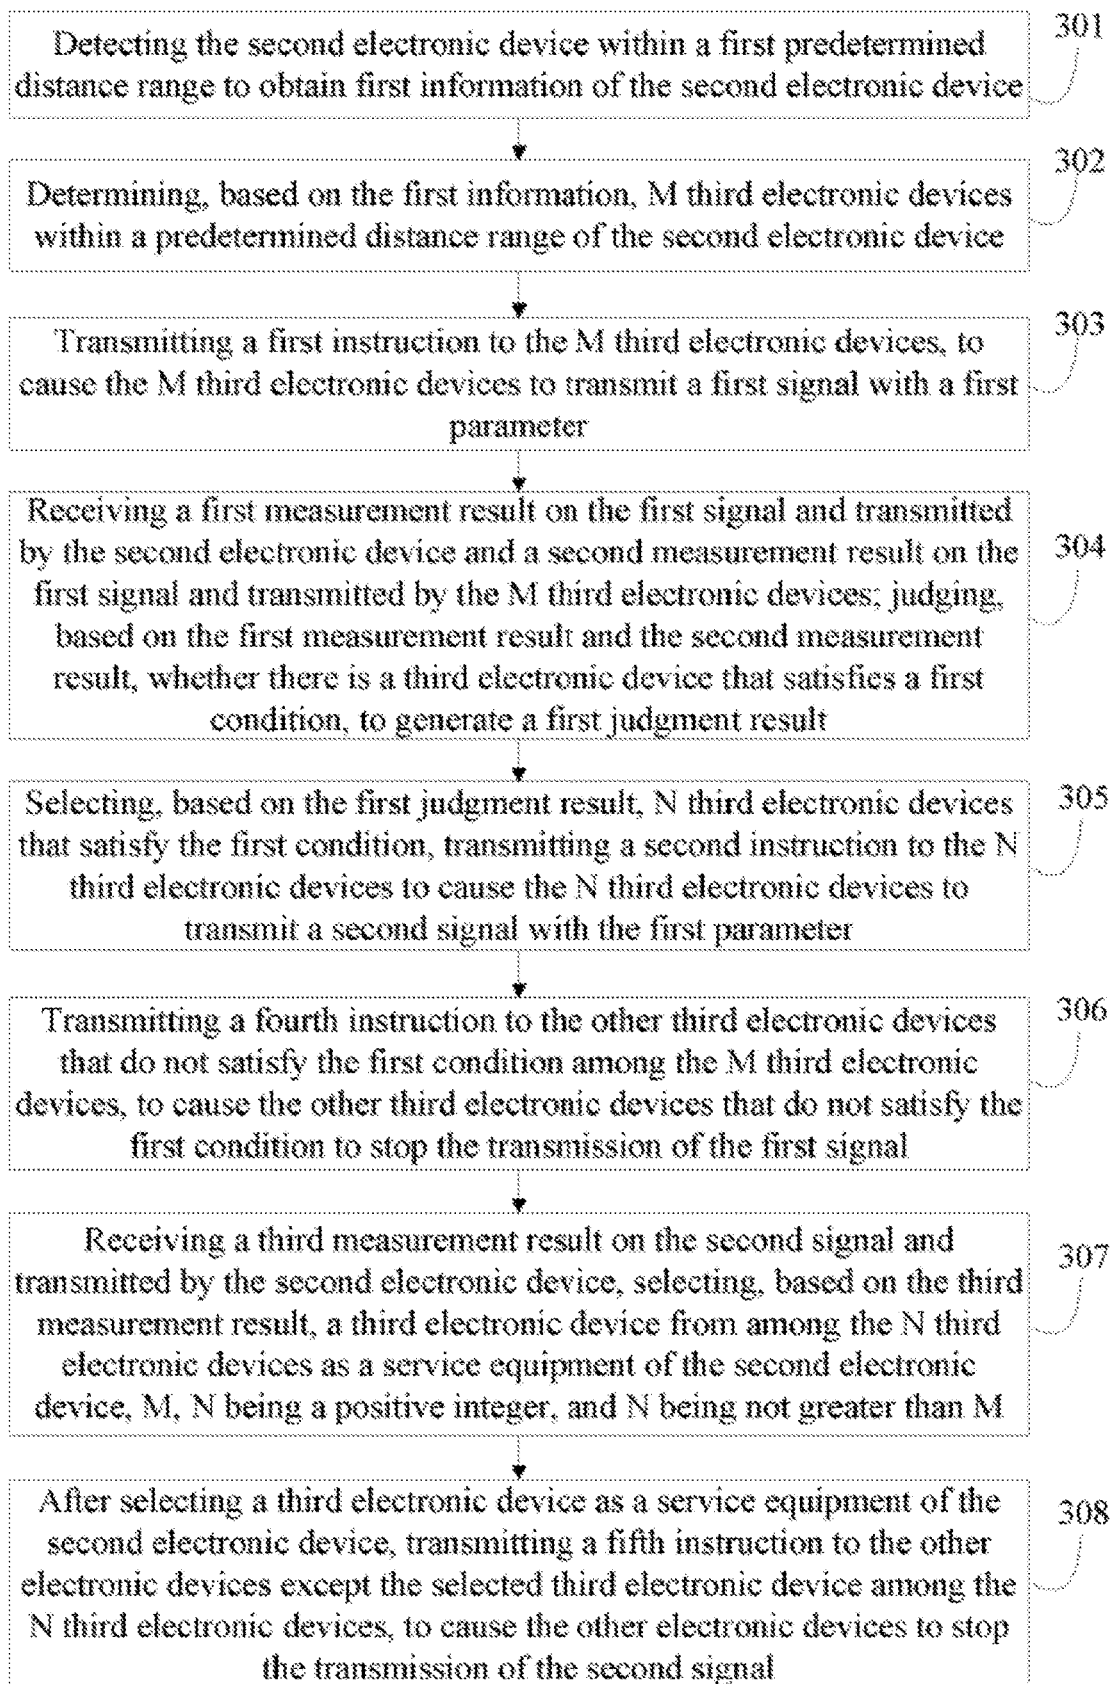 301
Detecting the second electronic device within a first predetermined
distance range to obtain first information of the second electronic device
302
Determining, based on the first information, M third electronic devices
within a predetermined distance range of the second electronic device
303
Transmitting a first instruction to the M third electronic devices, to
cause the M third electronic devices to transmit a first signal with a first
parameter
304
Receiving a first measurement result on the first signal and transmitted
by the second electronic device and a second measurement result on the
first signal and transmitted by the M third electronic devices; judging,
based on the first measurement result and the second measurement
result, whether there is a third electronic device that satisfies a first
condition, to generate a first judgment result
305
Selecting, based on the first judgment result, N third electronic devices
that satisfy the first condition, transmitting a second instruction to the N
third electronic devices to cause the N third electronic devices to
transmit a second signal with the first parameter
306
Transmitting a fourth instruction to the other third electronic devices
that do not satisfy the first condition among the M third electronic
devices, to cause the other third electronic devices that do not satisfy the
first condition to stop the transmission of the first signal
307
Receiving a third measurement result on the second signal and
transmitted by the second electronic device, selecting, based on the third
measurement result, a third electronic device from among the N third
electronic devices as a service equipment of the second electronic
device, M, N being a positive integer, and N being not greater than M
308
After selecting a third electronic device as a service equipment of the
second electronic device, transmitting a fifth instruction to the other
electronic devices except the selected third electronic device among the
N third electronic devices, to cause the other electronic devices to stop
the transmission of the second signal